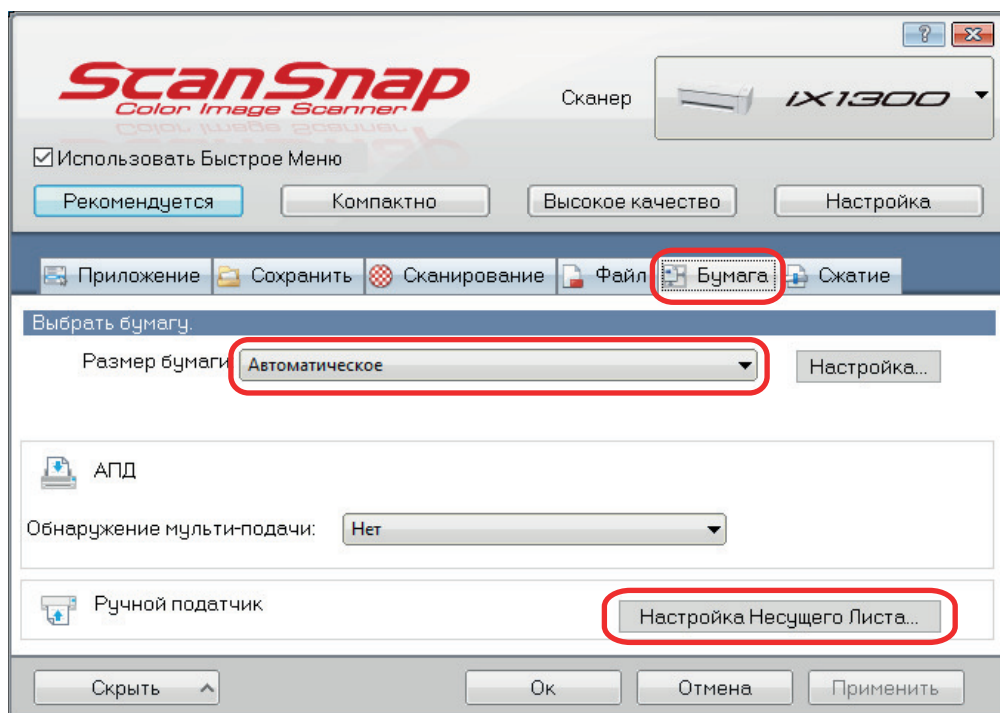 ScanSnap
Color Image Scanner
Сканер
iX1300
Использовать Быстрое Меню
Рекомендуется Компактно Высокое качество Настройка
Приложение Сохранить Сканирование Файл Бумага Сжатие
Выбрать бумагу.
Размер бумаги Автоматическое Настройка...
АПД
Обнаружение мульти-подачи: Нет
Ручной податчик
Настройка Несущего Листа...
Скрыть Ок Отмена Применить